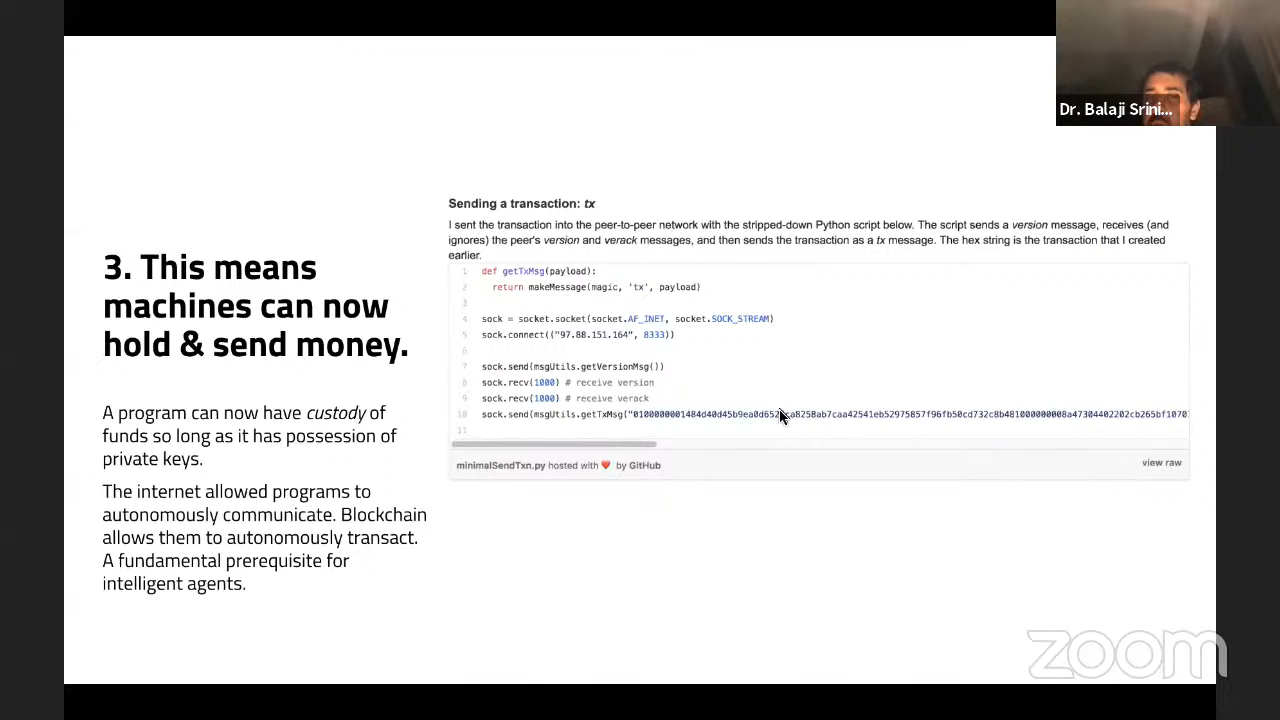 Dr. Balaji Srini...
Sending a transaction: tx
I sent the transaction into the peer-to-peer network with the stripped-down Python script below. The script sends a version message, receives (and
ignores) the peer's version and verack messages, and then sends the transaction as a tx message. The hex string is the transaction that I created
earlier.
3. This means
machines can now
hold & send money.
A program can now have custody of
funds so long as it has possession of
private keys.
The internet allowed programs to
autonomously communicate. Blockchain
allows them to autonomously transact.
A fundamental prerequisite for
intelligent agents.
1 def getTxMsg(payload):
2 return makeMessage(magic, 'tx', payload)
3
4 sock = socket.socket(socket.AF_INET, socket.SOCK_STREAM)
5 sock.connect(("97.88.151.164", 8333))
6
7 sock.send(msgUtils.getVersionMsg())
8 sock.recv(1000) # receive version
9 sock.recv(1000) # receive verack
10 sock.send(msgUtils.getTxMsg("
11
minimalSendTxn.py hosted with ❤ by GitHub
view raw
zoom